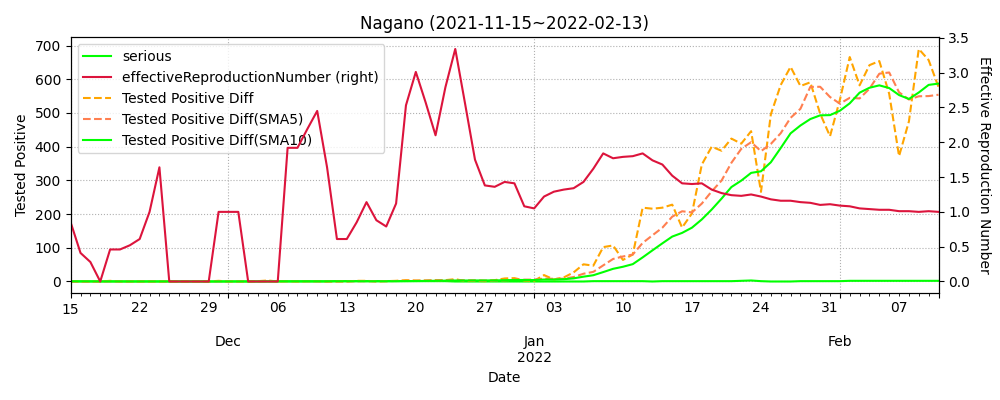 Nagano (2021-11-15~2022-02-13)
serious
effectiveReproductionNumber (right)
Tested Positive Diff
Tested Positive Diff(SMA5)
Tested Positive Diff(SMA10)
Tested Positive
700
600
500
400
300
200
100
0
3.5
3.0
2.5
2.0
1.5
1.0
0.5
0.0
Effective Reproduction Number
15 22 29 06 13 20 27 03 10 17 24 31 07
Dec Jan Feb
2022
Date